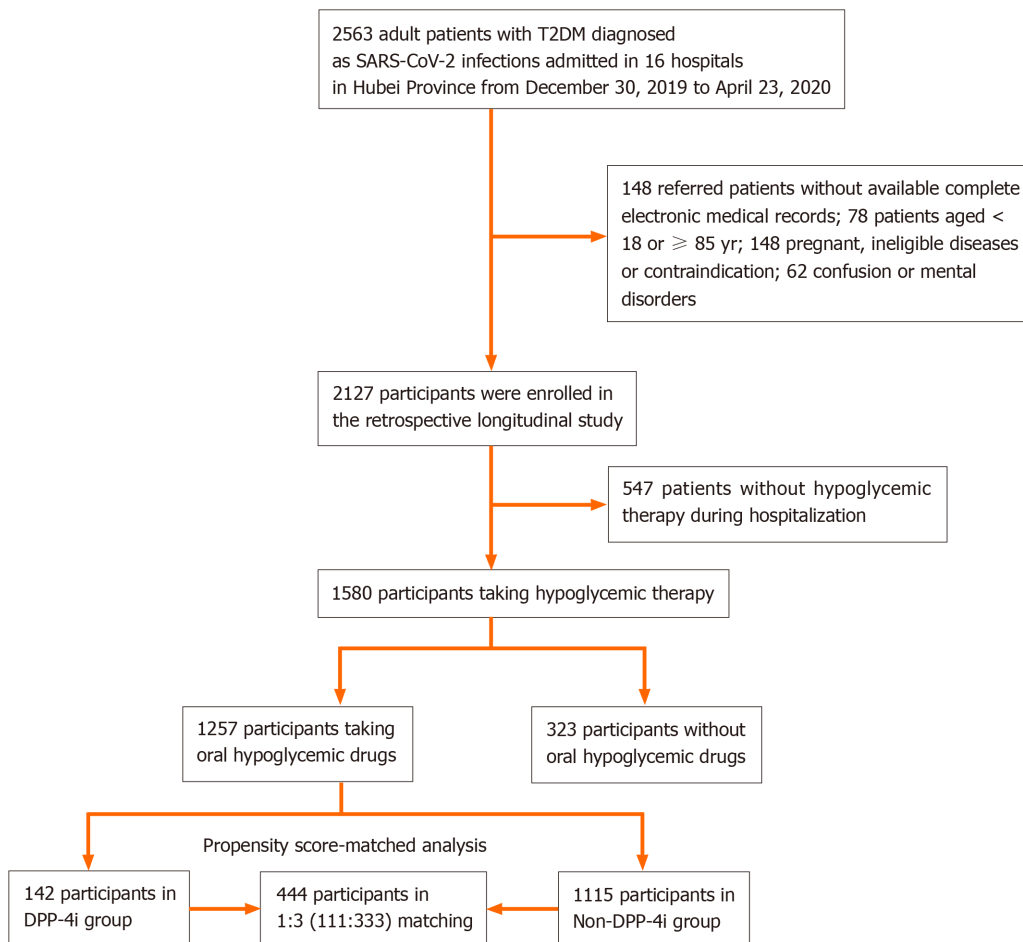 2563 adult patients with T2DM diagnosed
as SARS-CoV-2 infections admitted in 16 hospitals
in Hubei Province from December 30, 2019 to April 23, 2020
148 referred patients without available complete
electronic medical records; 78 patients aged <
18 or ≥ 85 yr; 148 pregnant, ineligible diseases
or contraindication; 62 confusion or mental
disorders
2127 participants were enrolled in
the retrospective longitudinal study
547 patients without hypoglycemic
therapy during hospitalization
1580 participants taking hypoglycemic therapy
1257 participants taking
oral hypoglycemic drugs
323 participants without
oral hypoglycemic drugs
Propensity score-matched analysis
142 participants in
DPP-4i group
444 participants in
1:3 (111:333) matching
1115 participants in
Non-DPP-4i group